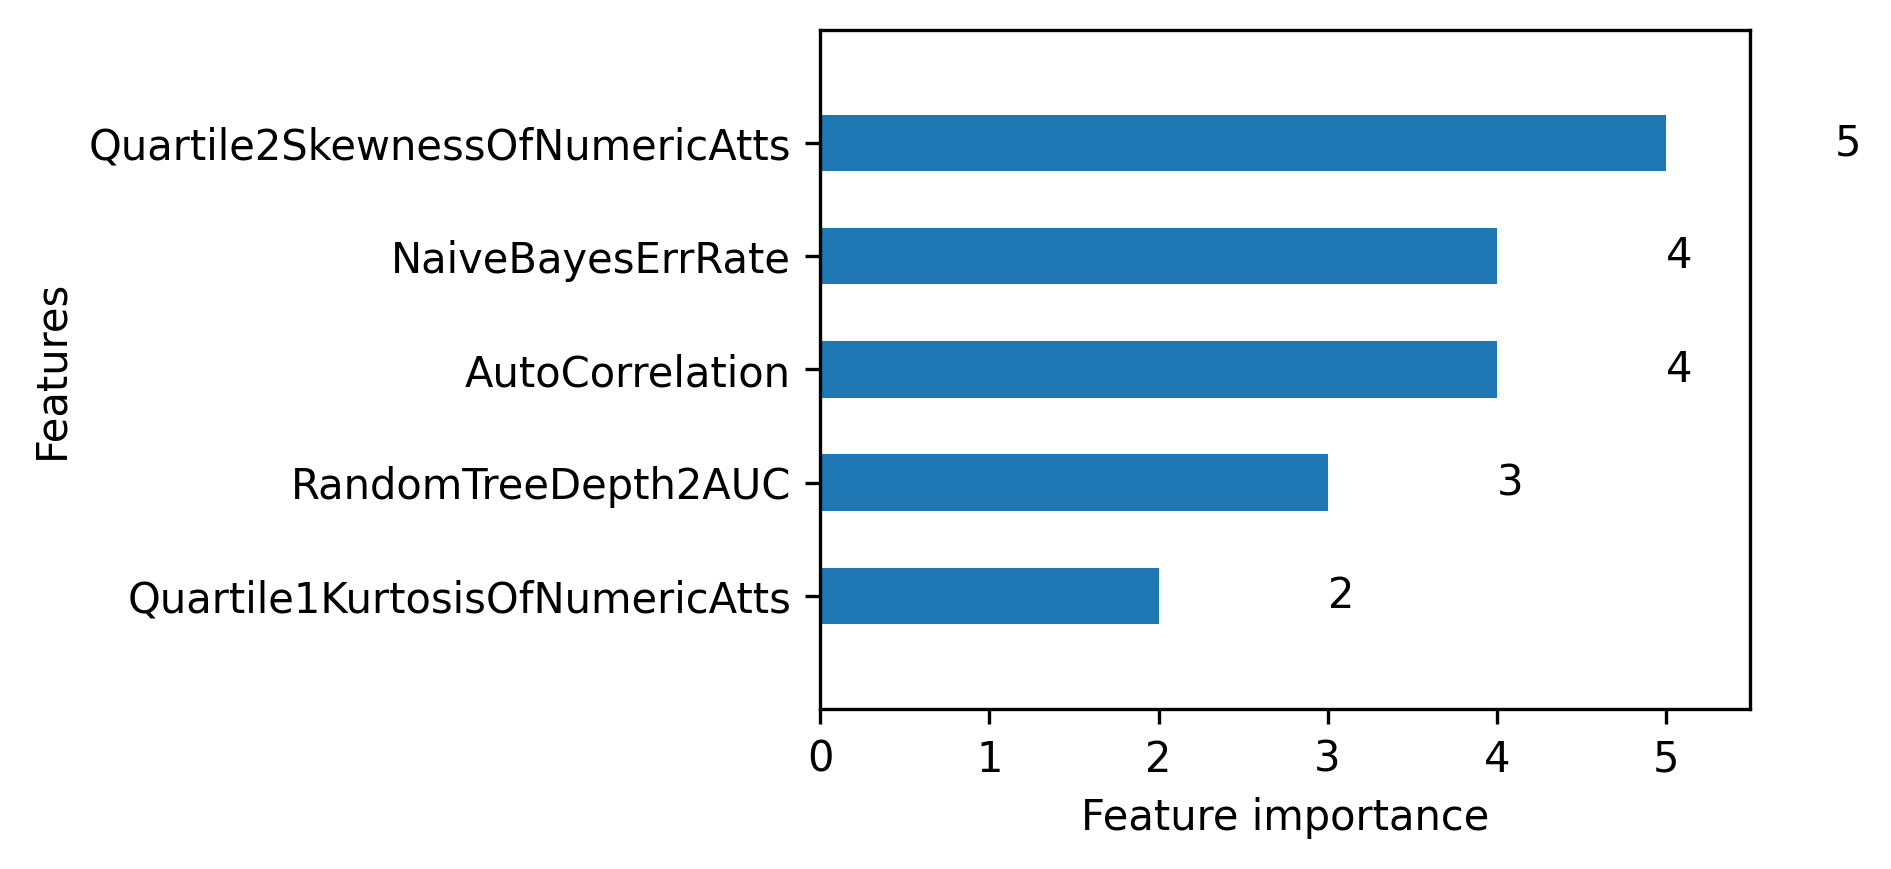 Quartile2SkewnessOfNumericAtts
5
NaiveBayesErrRate
4
AutoCorrelation
4
RandomTreeDepth2AUC
3
Quartile1KurtosisOfNumericAtts
2
Features
0 1 2 3 4 5
Feature importance